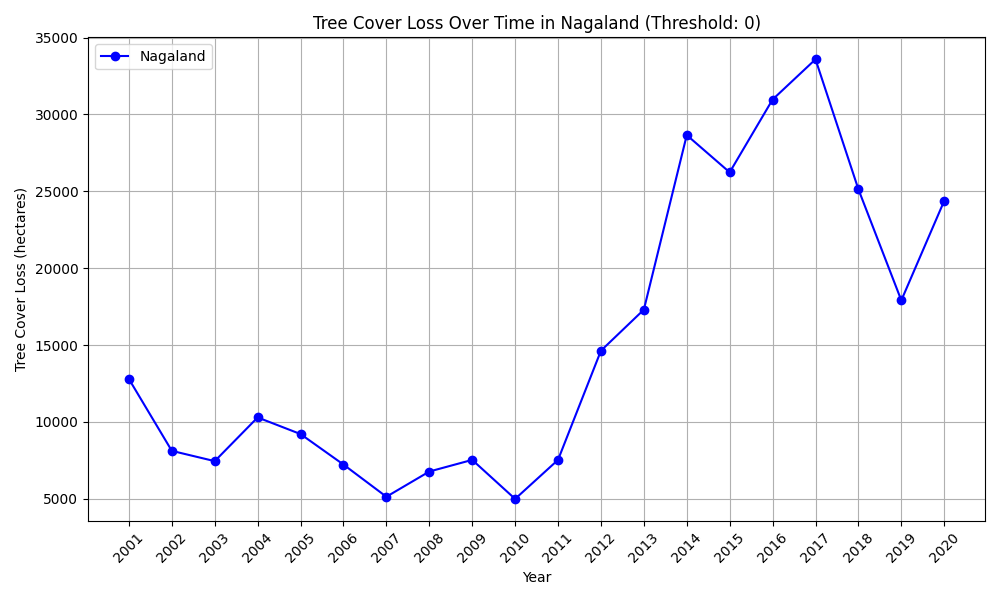 Tree Cover Loss Over Time in Nagaland (Threshold: 0)
Nagaland
Tree Cover Loss (hectares)
35000
30000
25000
20000
15000
10000
5000
2001 2002 2003 2004 2005 2006 2007 2008 2009 2010 2011 2012 2013 2014 2015 2016 2017 2018 2019 2020
Year